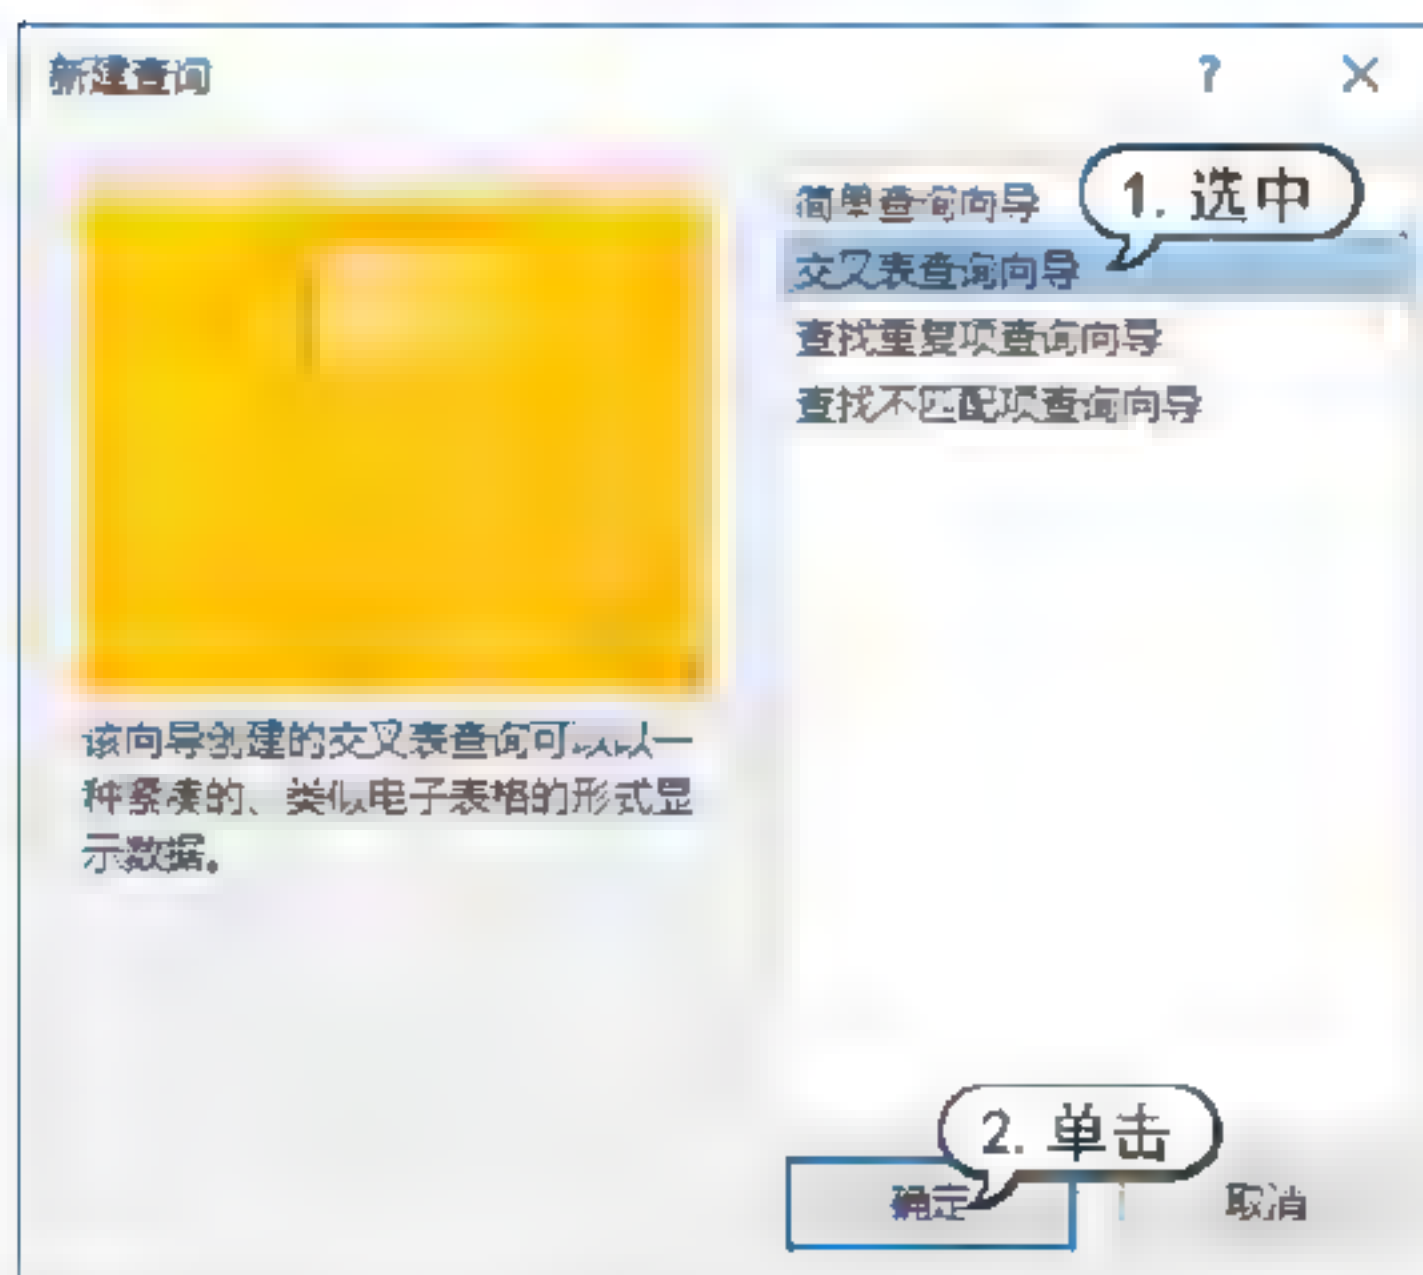 新建查询
简单查询向导
1. 选中
交叉表查询向导
查找重复项查询向导
查找不匹配项查询向导
该向导创建的交叉表查询可以以一
种紧凑的、类似电子表格的形式显
示数据。
2. 单击
确定
取消